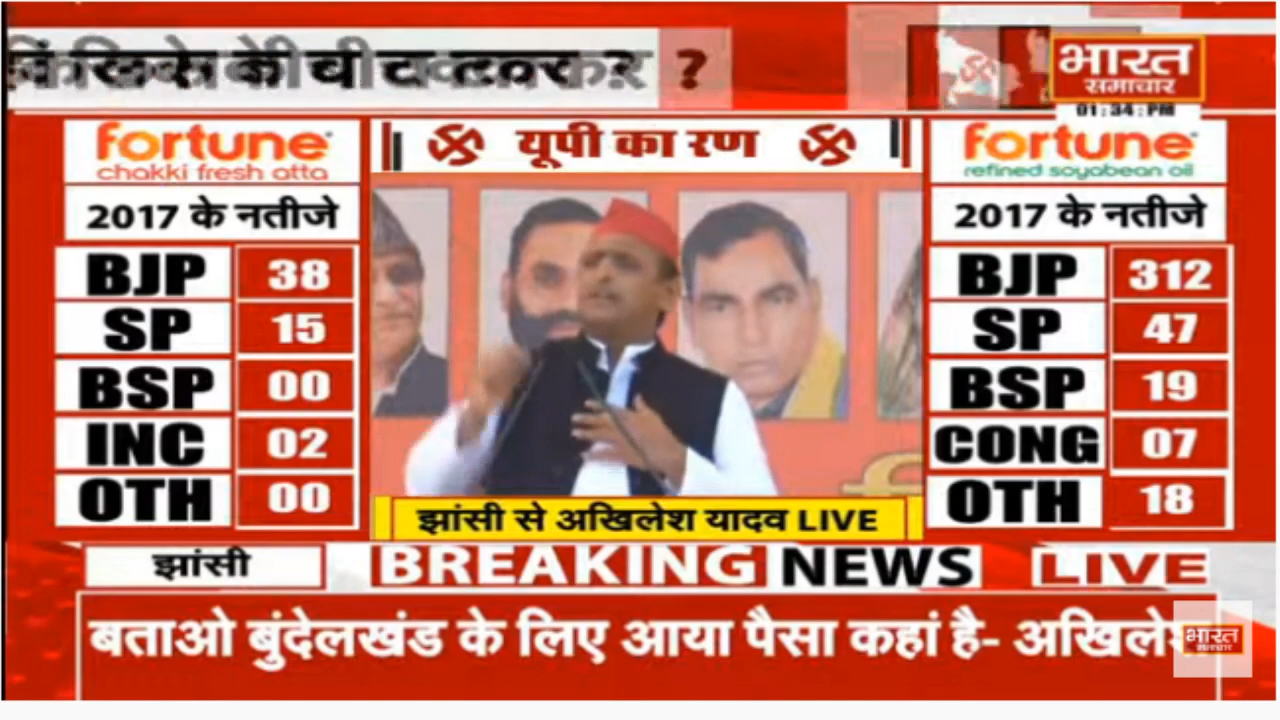 भारत
समाचार
01:34:PM
fortune
chakki fresh atta
2017 के नतीजे
BJP 38
SP 15
BSP 00
INC 02
OTH 00
यूपी का रण
झांसी से अखिलेश यादव LIVE
fortune
refined soyabean oil
2017 के नतीजे
BJP 312
SP 47
BSP 19
CONG 07
OTH 18
झांसी
BREAKING NEWS
LIVE
बताओ बुंदेलखंड के लिए आया पैसा कहां है- अखिलेश
भारत
समाचार